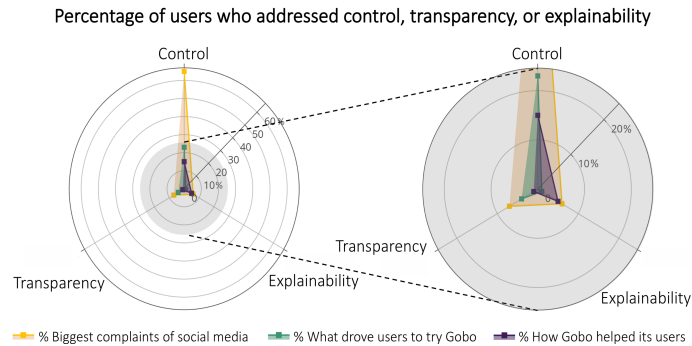 Percentage of users who addressed control, transparency, or explainability
Control
Control
60%
50
40
30
20
10%
0
20%
10%
0
Transparency
Explainability
Transparency
Explainability
% Biggest complaints of social media
% What drove users to try Gobo
% How Gobo helped its users